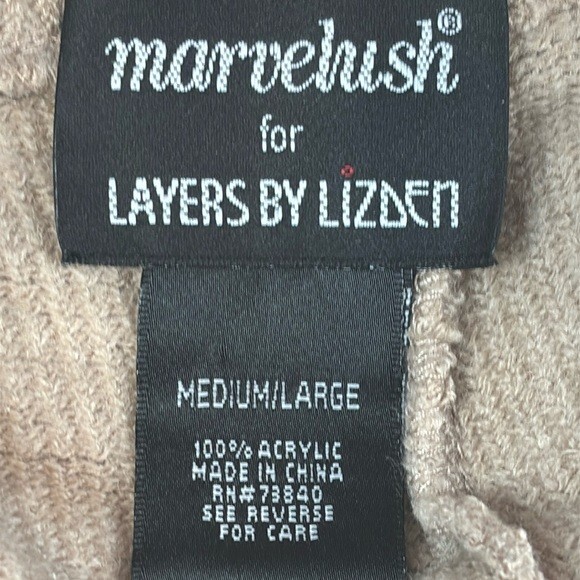 marvelush®
for
LAYERS BY LizDEN
MEDIUM/LARGE
100% ACRYLIC
MADE IN CHINA
RN#73840
SEE REVERSE
FOR CARE